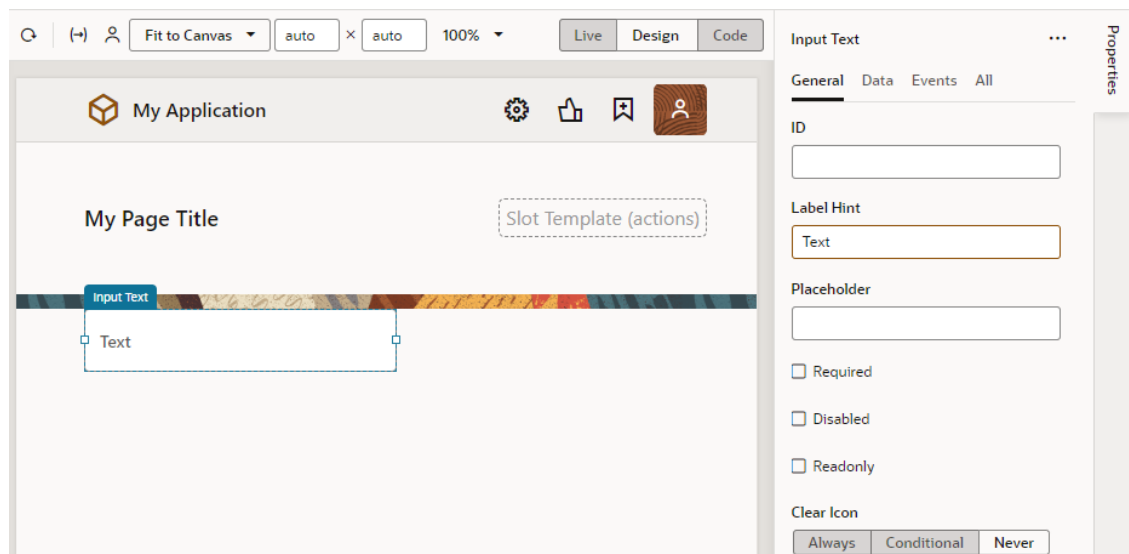 Fit to Canvas auto × auto 100% Live Design Code
My Application
My Page Title
Slot Template (actions)
Input Text
Text
Input Text ...
General Data Events All
ID
Label Hint
Text
Placeholder
Required
Disabled
Readonly
Clear Icon
Always Conditional Never
Properties